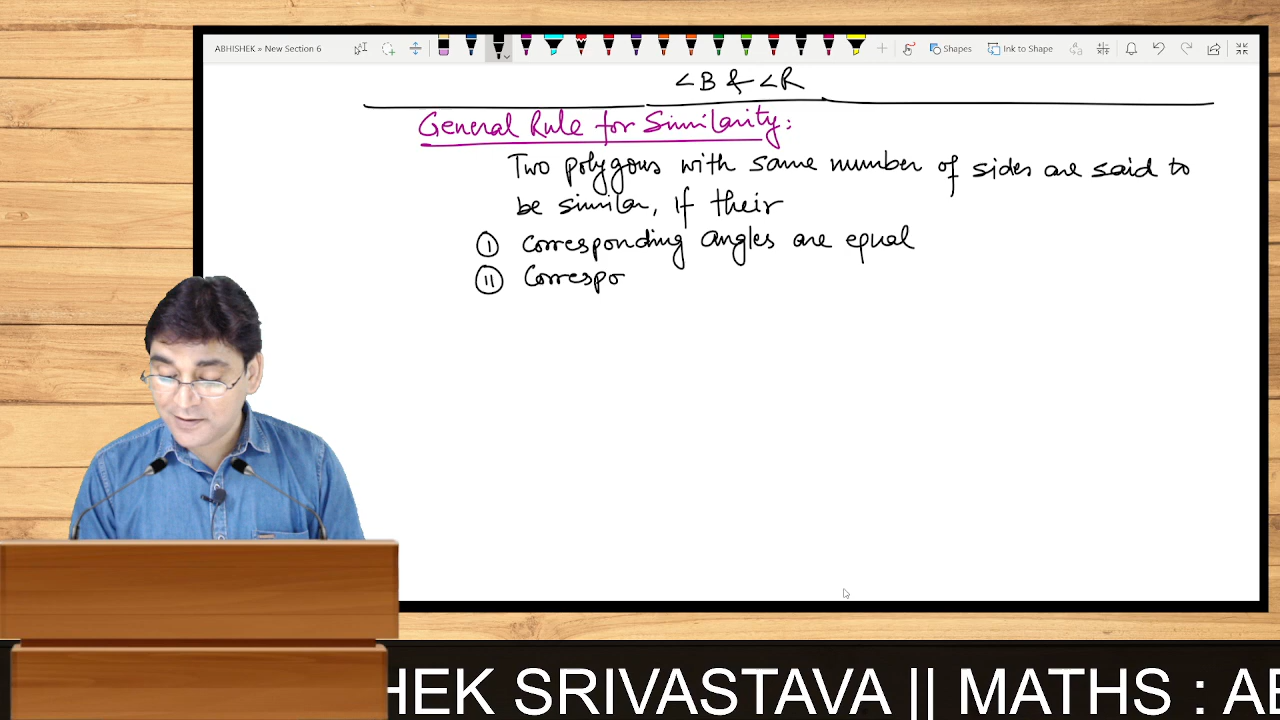 ABHISHEK » New Section 6
Shapes
Ink to Shape
∠B & ∠R
General Rule for Similarity:
Two polygons with same number of sides are said to
be similar, if their
(I) Corresponding angles are equal
(II) Correspo
HEK SRIVASTAVA || MATHS : AB